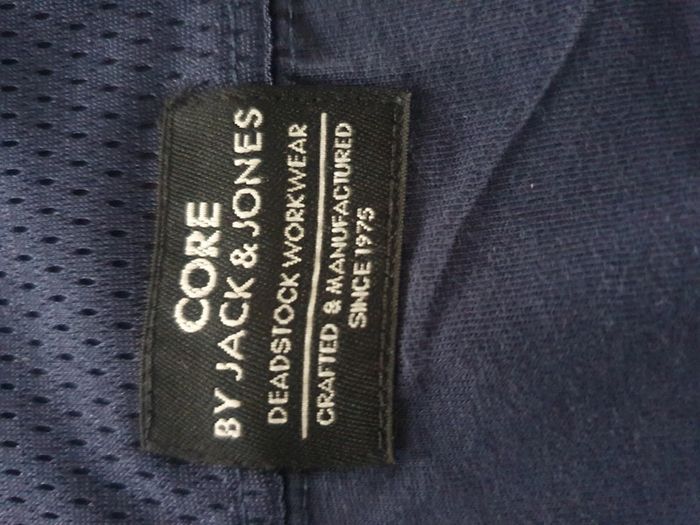 CORE
BY JACK & JONES
DEADSTOCK WORKWEAR
CRAFTED & MANUFACTURED
SINCE 1975